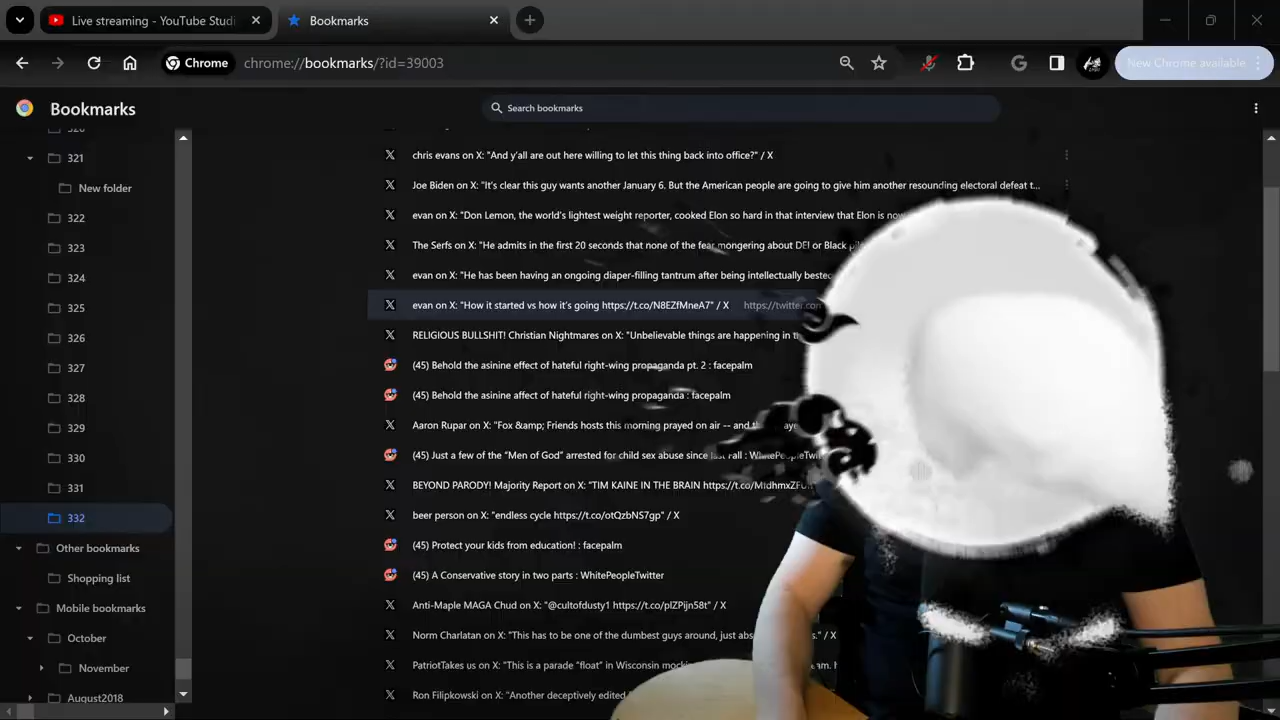 Live streaming - YouTube Studi
Bookmarks
Chrome
chrome://bookmarks/?id=39003
New Chrome available
Bookmarks
Search bookmarks
321
New folder
322
323
324
325
326
327
328
329
330
331
332
Other bookmarks
Shopping list
Mobile bookmarks
October
November
August2018
chris evans on X: "And y'all are out here willing to let this thing back into office?" / X
Joe Biden on X: "It's clear this guy wants another January 6. But the American people are going to give him another resounding electoral defeat t...
evan on X: "Don Lemon, the world's lightest weight reporter, cooked Elon so hard in that interview that Elon is now
The Serfs on X: "He admits in the first 20 seconds that none of the fear mongering about DEI or Black
evan on X: "He has been having an ongoing diaper-filling tantrum after being intellectually bested
evan on X: "How it started vs how it's going https://t.co/N8EZfMneA7" / X https://twitter.com
RELIGIOUS BULLSHIT! Christian Nightmares on X: "Unbelievable things are happening in
(45) Behold the asinine effect of hateful right-wing propaganda pt. 2 : facepalm
(45) Behold the asinine affect of hateful right-wing propaganda : facepalm
Aaron Rupar on X: "Fox &amp; Friends hosts this morning prayed on air -- and
(45) Just a few of the "Men of God" arrested for child sex abuse since last Fall : WhitePeopleTwit
BEYOND PARODY! Majority Report on X: "TIM KAINE IN THE BRAIN
beer person on X: "endless cycle https://t.co/otQzbNS7gp" / X
(45) Protect your kids from education! : facepalm
(45) A Conservative story in two parts : WhitePeopleTwitter
Anti-Maple MAGA Chud on X: "@cultofdusty1 https://t.co/plZPijn58t" / X
Norm Charlatan on X: "This has to be one of the dumbest guys around, just abs
PatriotTakes us on X: "This is a parade "float" in Wisconsin
Ron Filipkowski on X: "Another deceptively edited